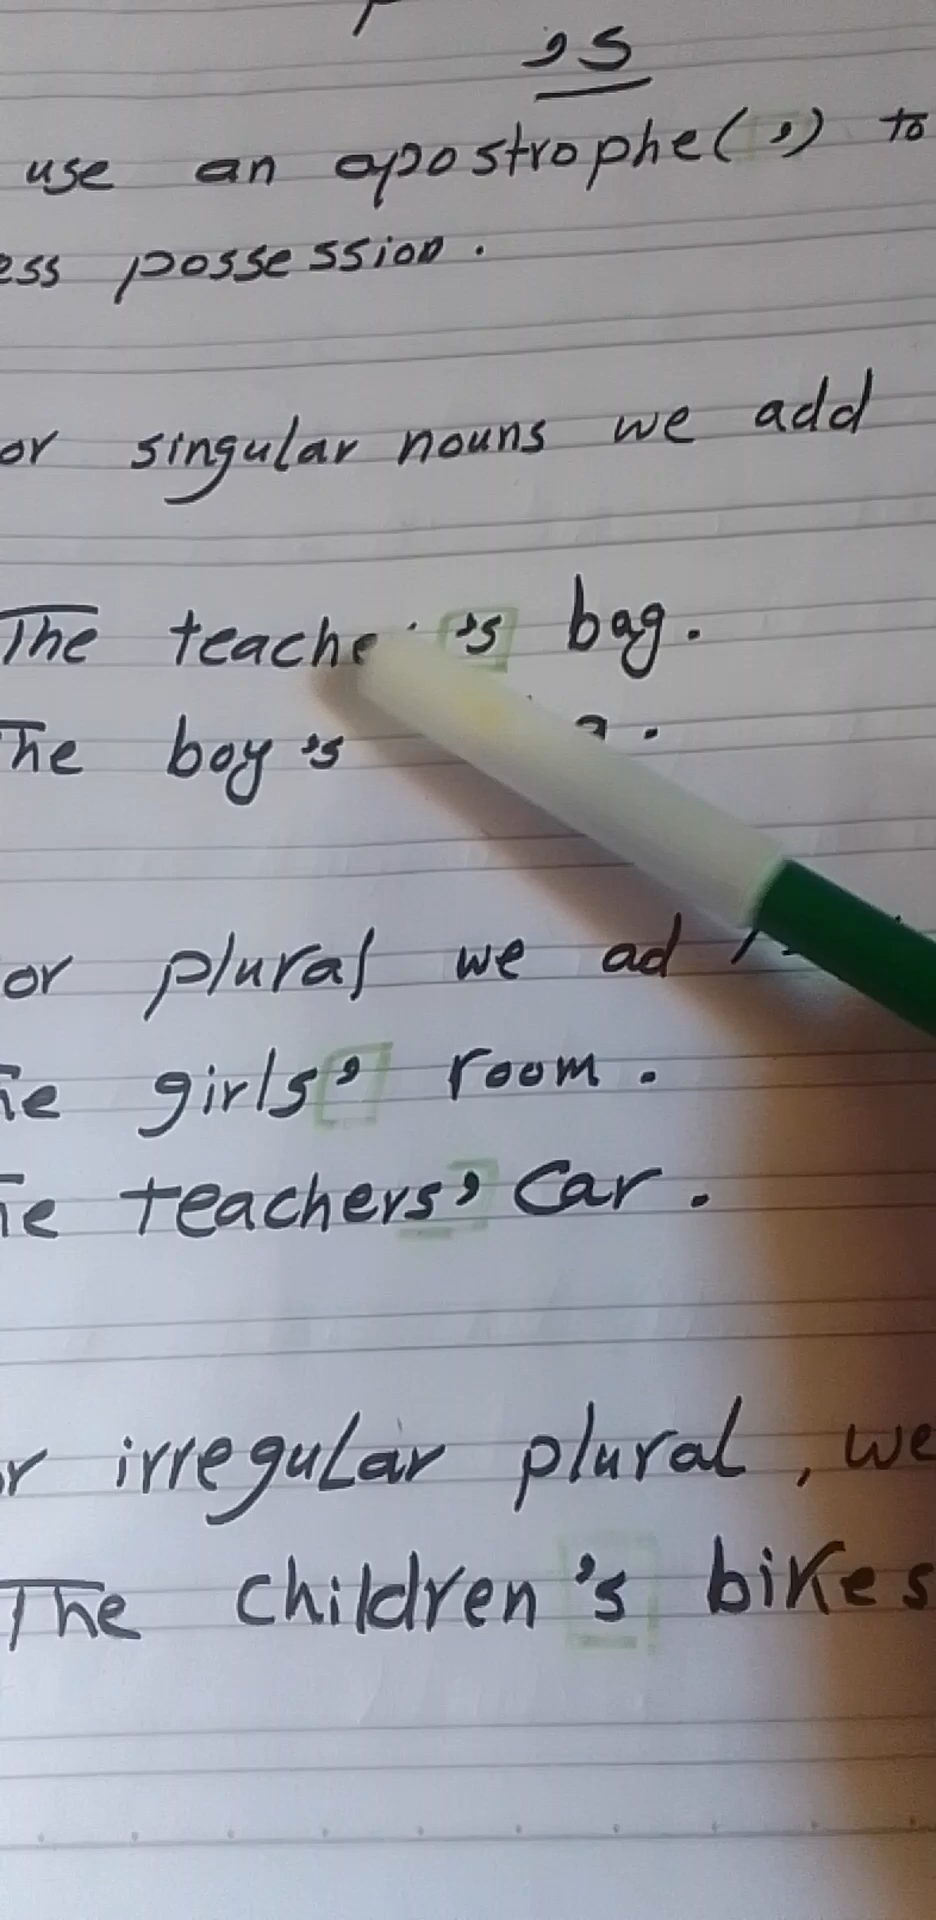 's
use an apostrophe (') to
ess possession.
or singular nouns we add
The teache 's bag.
The boy's
or plural we ad
girls' room.
teachers' Car.
r irregular plural, we
The children's bikes